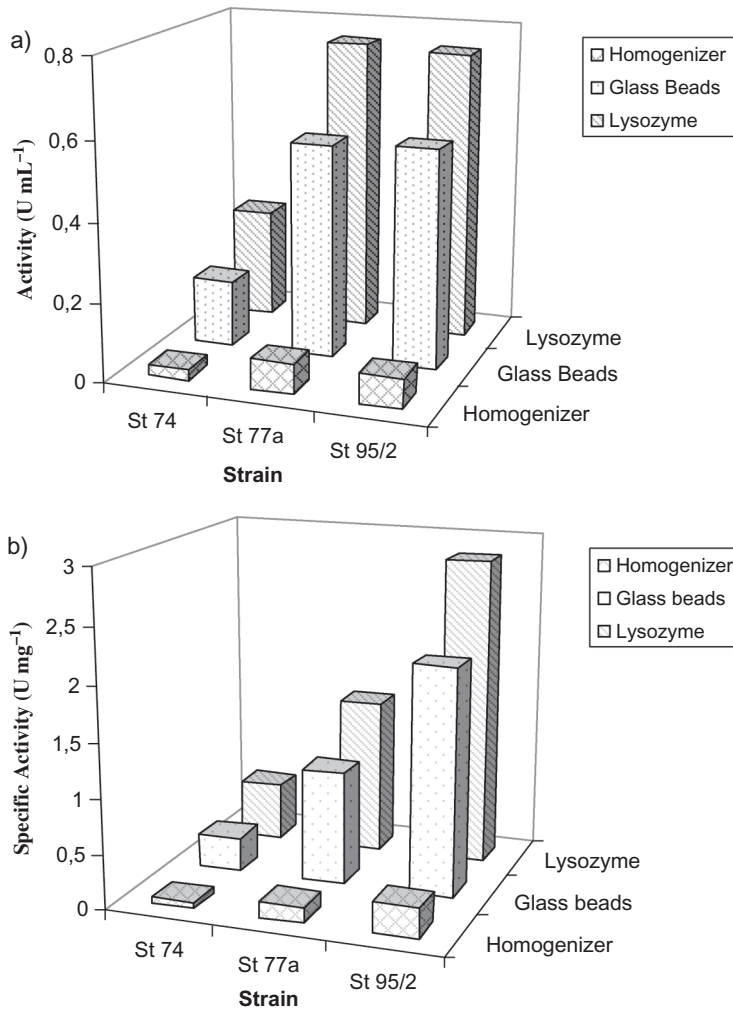 a)
0,8
0,6
0,4
0,2
0
Activity (U mL⁻¹)
St 74
St 77a
St 95/2
Strain
Lysozyme
Glass Beads
Homogenizer
Homogenizer
Glass Beads
Lysozyme
b)
3
2,5
2
1,5
1
0,5
0
Specific Activity (U mg⁻¹)
St 74
St 77a
St 95/2
Strain
Lysozyme
Glass beads
Homogenizer
Homogenizer
Glass beads
Lysozyme